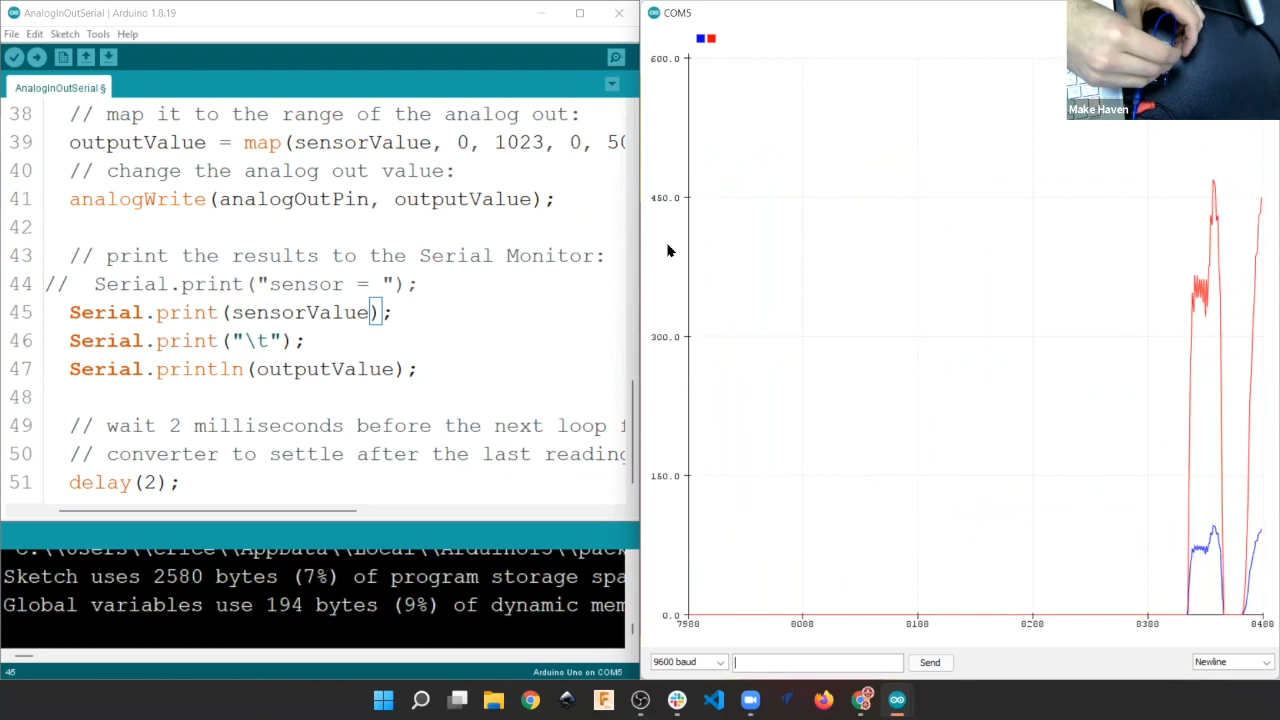 AnalogInOutSerial | Arduino 1.8.19
File Edit Sketch Tools Help
AnalogInOutSerial §
38 // map it to the range of the analog out:
39 outputValue = map(sensorValue, 0, 1023, 0, 50
40 // change the analog out value:
41 analogWrite(analogOutPin, outputValue);
42
43 // print the results to the Serial Monitor:
44 // Serial.print("sensor = ");
45 Serial.print(sensorValue);
46 Serial.print("\t");
47 Serial.println(outputValue);
48
49 // wait 2 milliseconds before the next loop
50 // converter to settle after the last reading
51 delay(2);
Sketch uses 2580 bytes (7%) of program storage spa
Global variables use 194 bytes (9%) of dynamic mem
45 Arduino Uno on COM5
COM5
600.0
450.0
300.0
150.0
0.0
7900 8000 8100 8200 8300 8400
9600 baud Send Newline
Make Haven